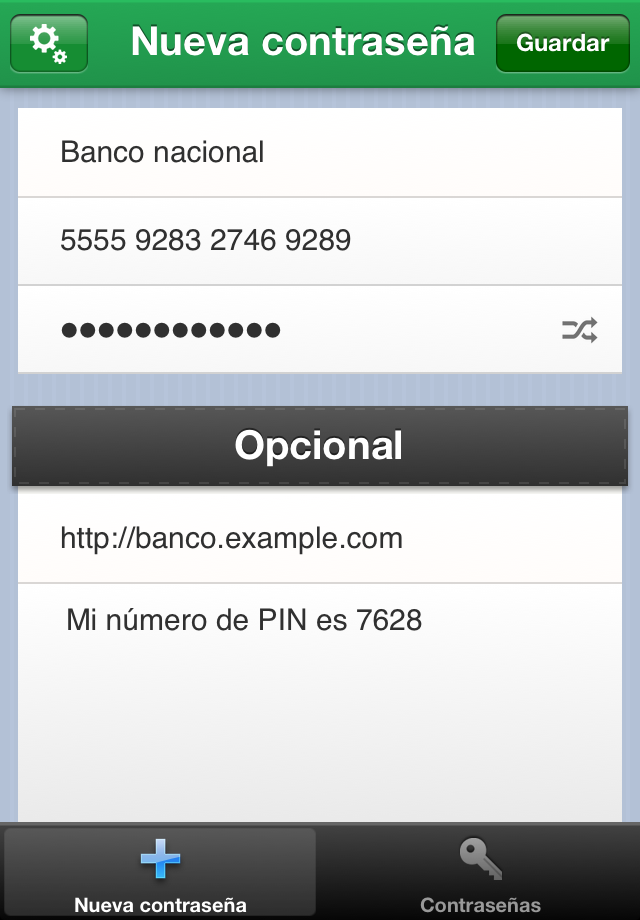 Nueva contraseña
Guardar
Banco nacional
5555 9283 2746 9289
●●●●●●●●●●●●
Opcional
http://banco.example.com
Mi número de PIN es 7628
Nueva contraseña
Contraseñas